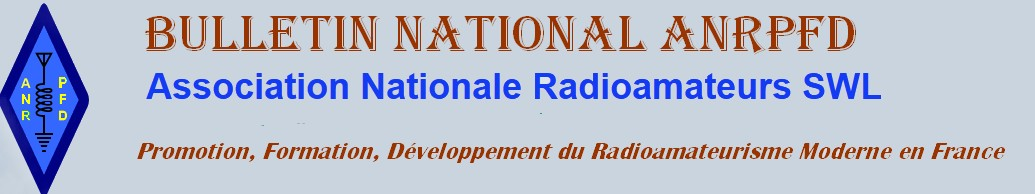 BULLETIN NATIONAL ANRPFD
Association Nationale Radioamateurs SWL
A P
N F
R D
Promotion, Formation, Développement du Radioamateurisme Moderne en France